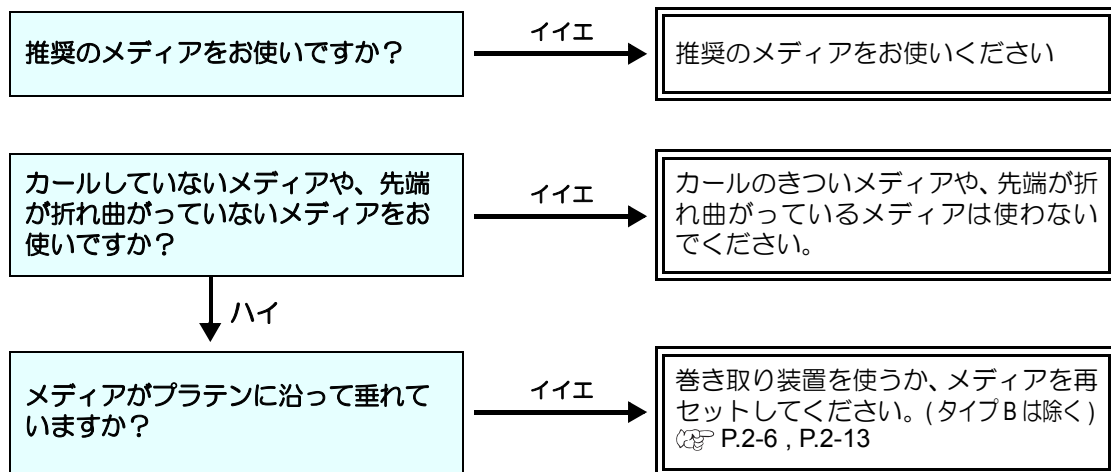 推奨のメディアをお使いですか？
イイエ
推奨のメディアをお使いください
カールしていないメディアや、先端
が折れ曲がっていないメディアをお
使いですか？
イイエ
カールのきついメディアや、先端が折
れ曲がっているメディアは使わない
でください。
ハイ
メディアがプラテンに沿って垂れて
いますか？
イイエ
巻き取り装置を使うか、メディアを再
セットしてください。(タイプ B は除く)
☞ P.2-6 , P.2-13